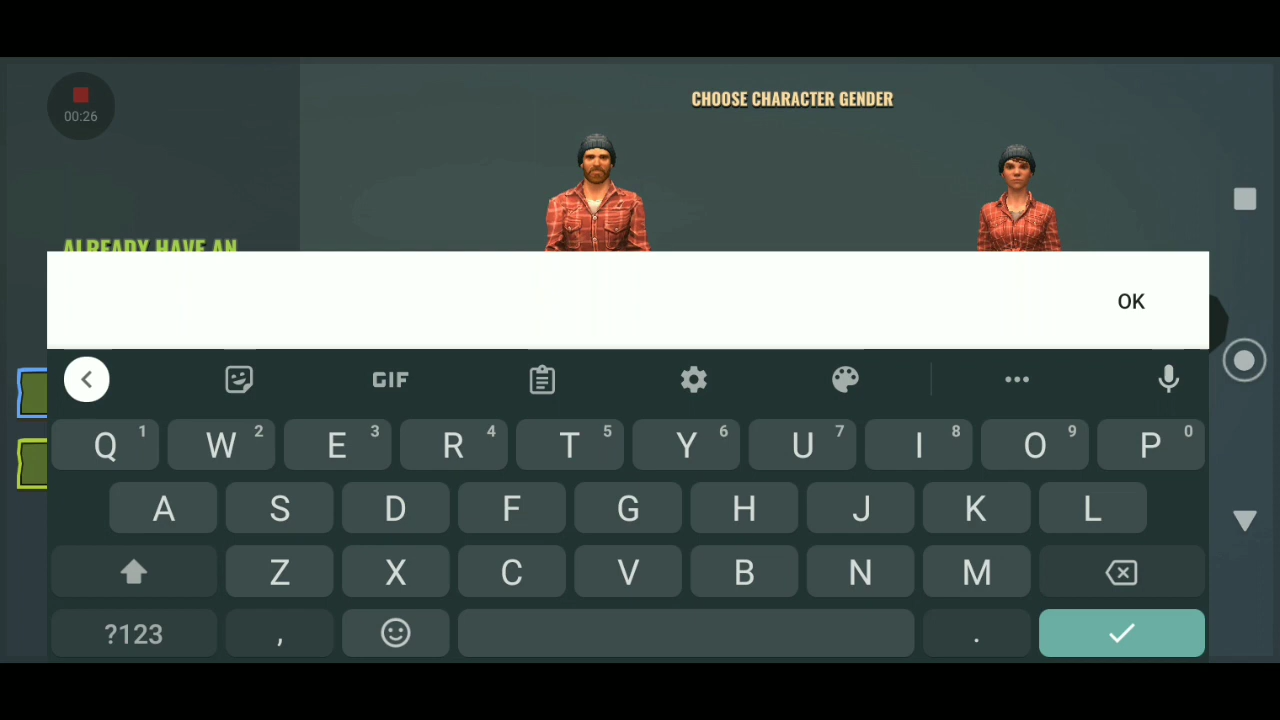 00:26
CHOOSE CHARACTER GENDER
ALREADY HAVE AN
OK
GIF
Q 1 W 2 E 3 R 4 T 5 Y 6 U 7 I 8 O 9 P 0
A S D F G H J K L
Z X C V B N M
?123 , .